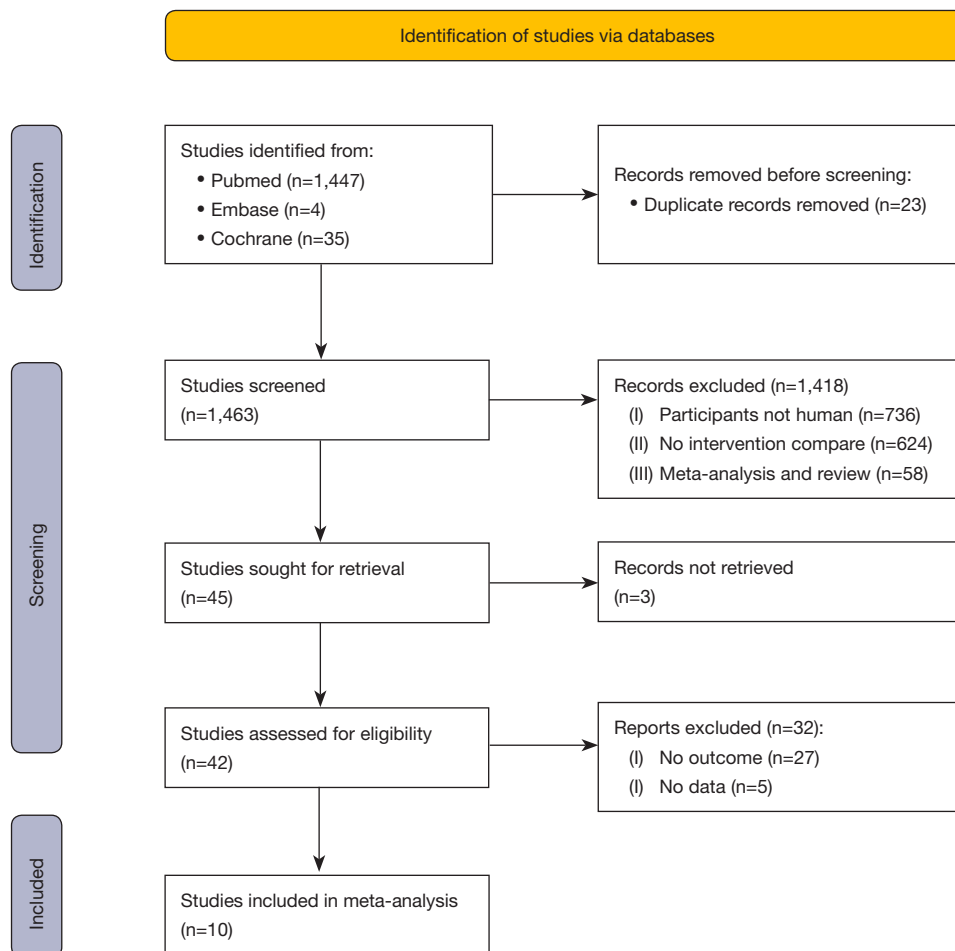 Identification of studies via databases
Identification
Studies identified from:
• Pubmed (n=1,447)
• Embase (n=4)
• Cochrane (n=35)
Records removed before screening:
• Duplicate records removed (n=23)
Screening
Studies screened
(n=1,463)
Records excluded (n=1,418)
(I) Participants not human (n=736)
(II) No intervention compare (n=624)
(III) Meta-analysis and review (n=58)
Studies sought for retrieval
(n=45)
Records not retrieved
(n=3)
Studies assessed for eligibility
(n=42)
Reports excluded (n=32):
(I) No outcome (n=27)
(I) No data (n=5)
Included
Studies included in meta-analysis
(n=10)